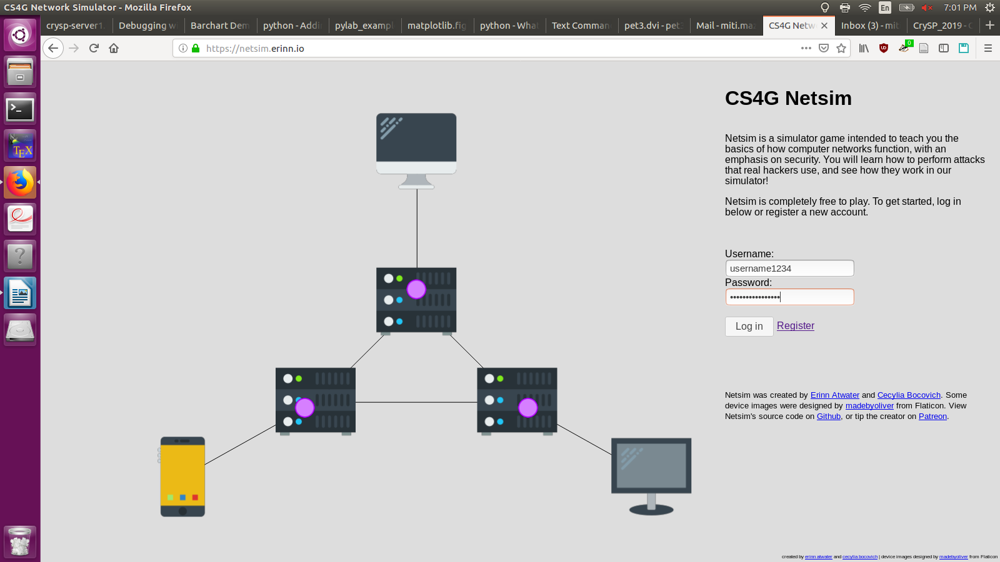 CS4G Network Simulator - Mozilla Firefox
En
7:01 PM
crysp-server1.
Debugging w
Barchart Dem
python - Addi
pylab_exampl
matplotlib.fig
python - What
Text Comman
pet3.dvi - pet3
Mail - miti.maz
CS4G Netw
Inbox (3) - mit
CrySP_2019 - C
https://netsim.erinn.io
0
CS4G Netsim
Netsim is a simulator game intended to teach you the
basics of how computer networks function, with an
emphasis on security. You will learn how to perform attacks
that real hackers use, and see how they work in our
simulator!
Netsim is completely free to play. To get started, log in
below or register a new account.
Username:
username1234
Password:
Log in
Register
Netsim was created by Erinn Atwater and Cecylia Bocovich. Some
device images were designed by madebyoliver from Flaticon. View
Netsim's source code on Github, or tip the creator on Patreon.
created by erinn atwater and cecylia bocovich | device images designed by madebyoliver from Flaticon